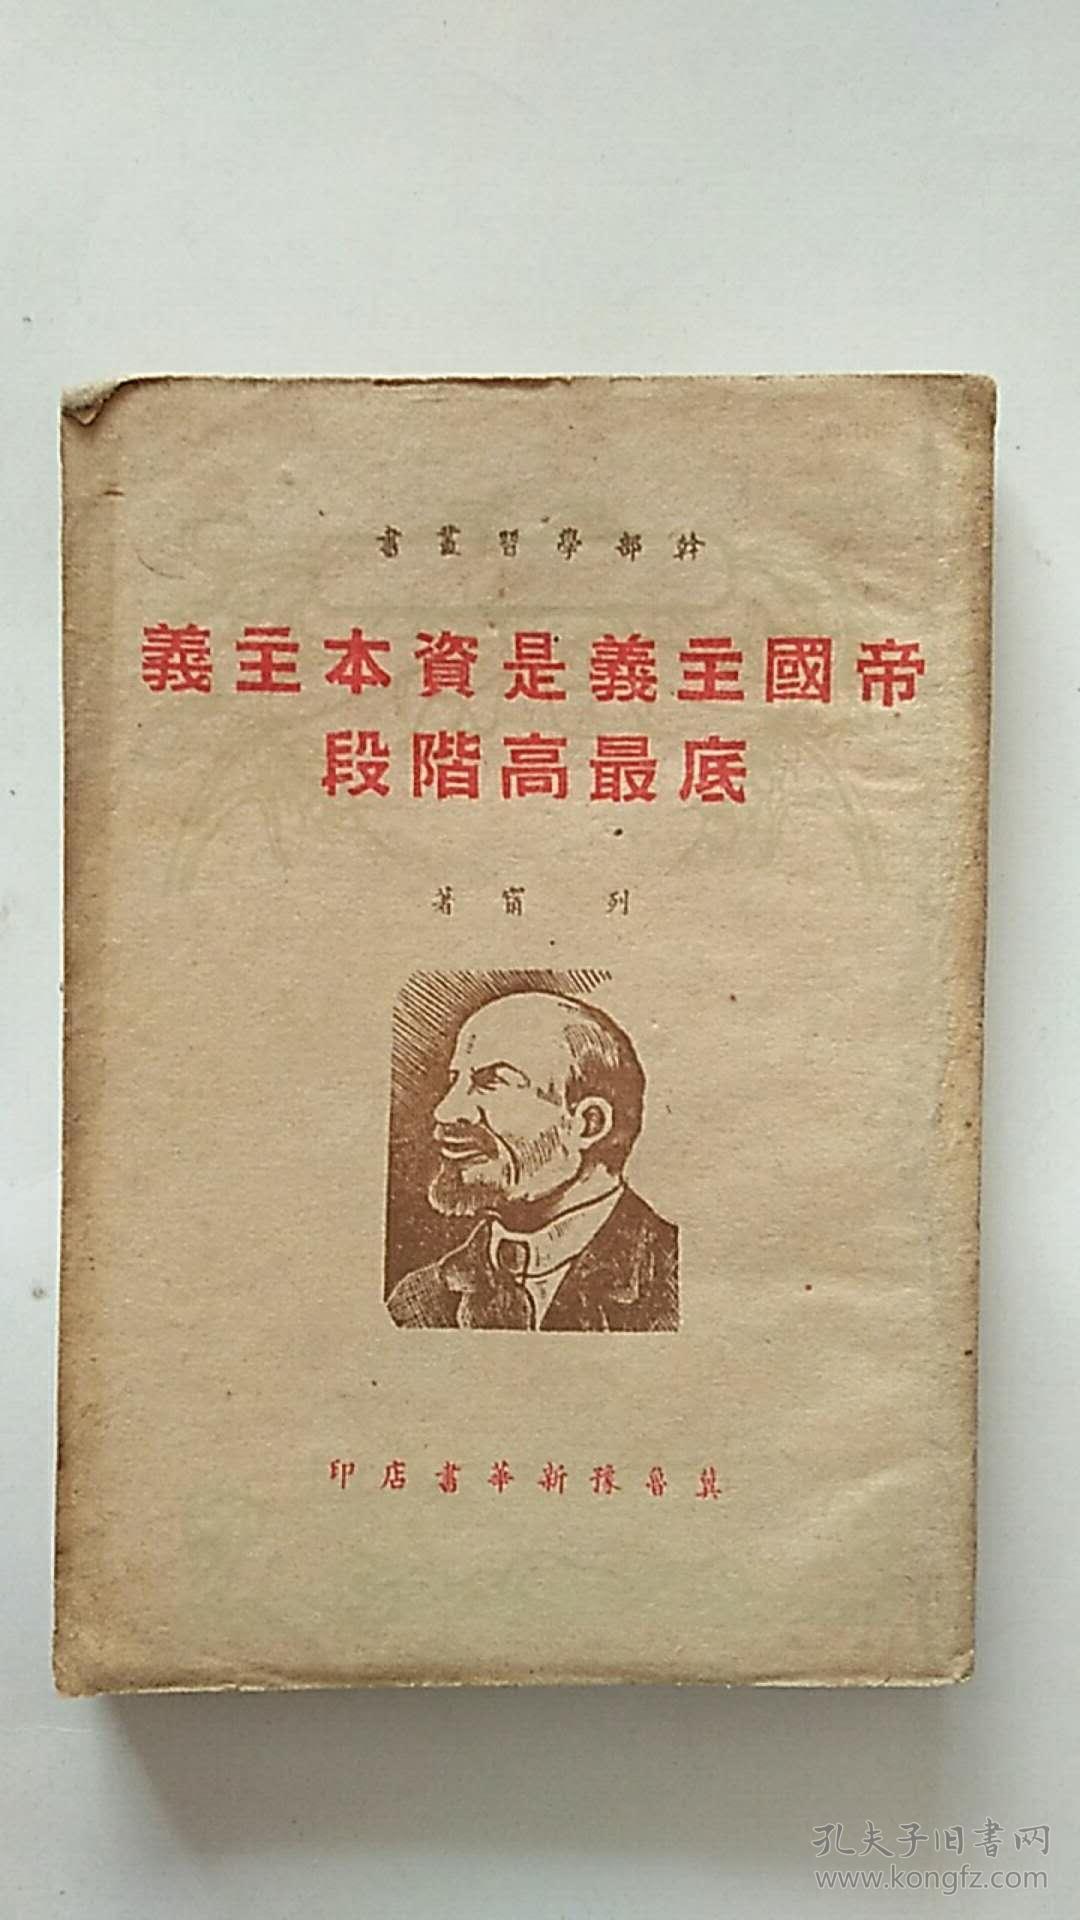 幹部學習叢書
帝國主義是資本主義
底最高階段
列甯著
冀魯豫新華書店印
孔夫子旧书网
www.kongfz.com